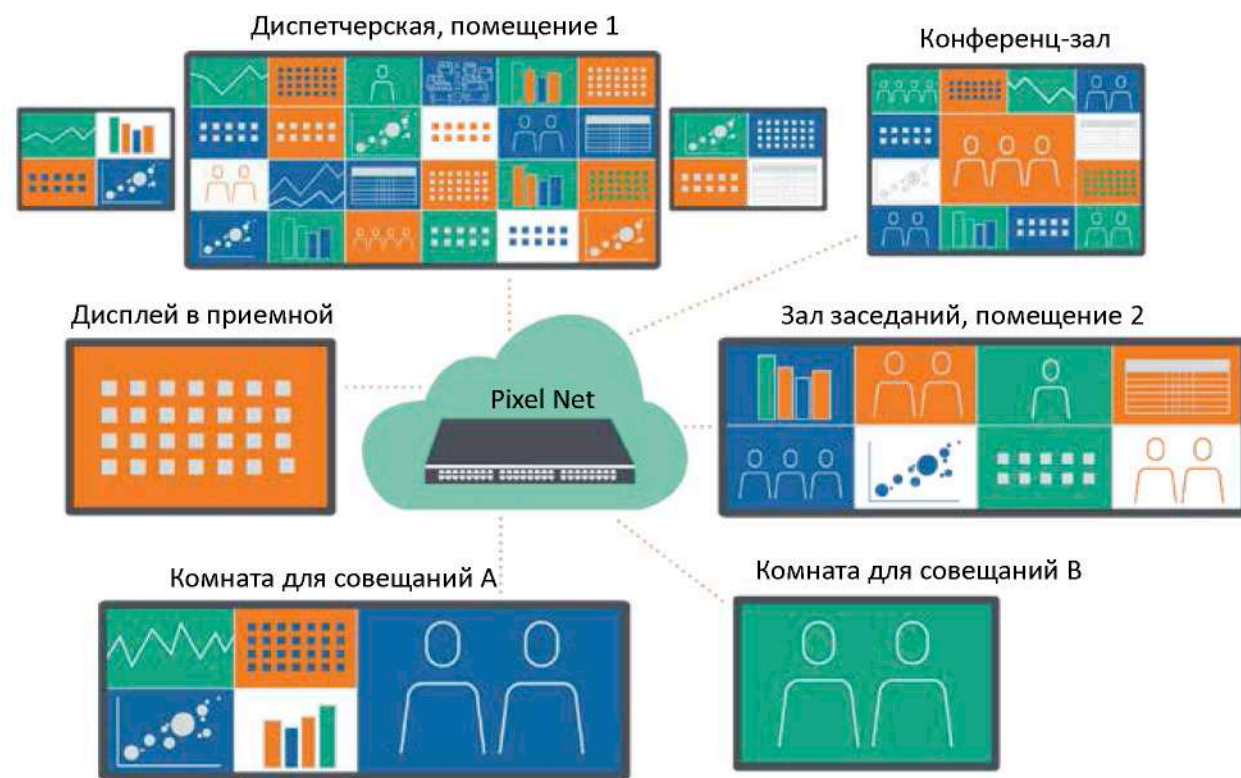 Диспетчерская, помещение 1
Конференц-зал
Дисплей в приемной
Зал заседаний, помещение 2
Pixel Net
Комната для совещаний А
Комната для совещаний В